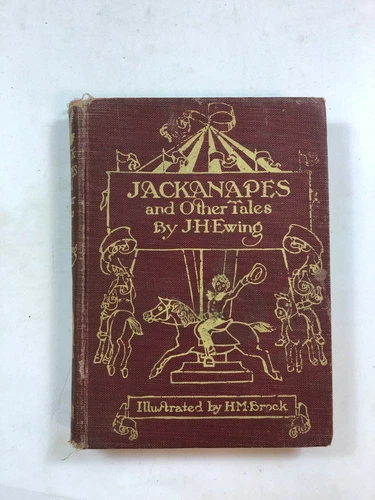 JACKANAPES
and Other Tales
By J.H.Ewing
Illustrated by H.M.Brock